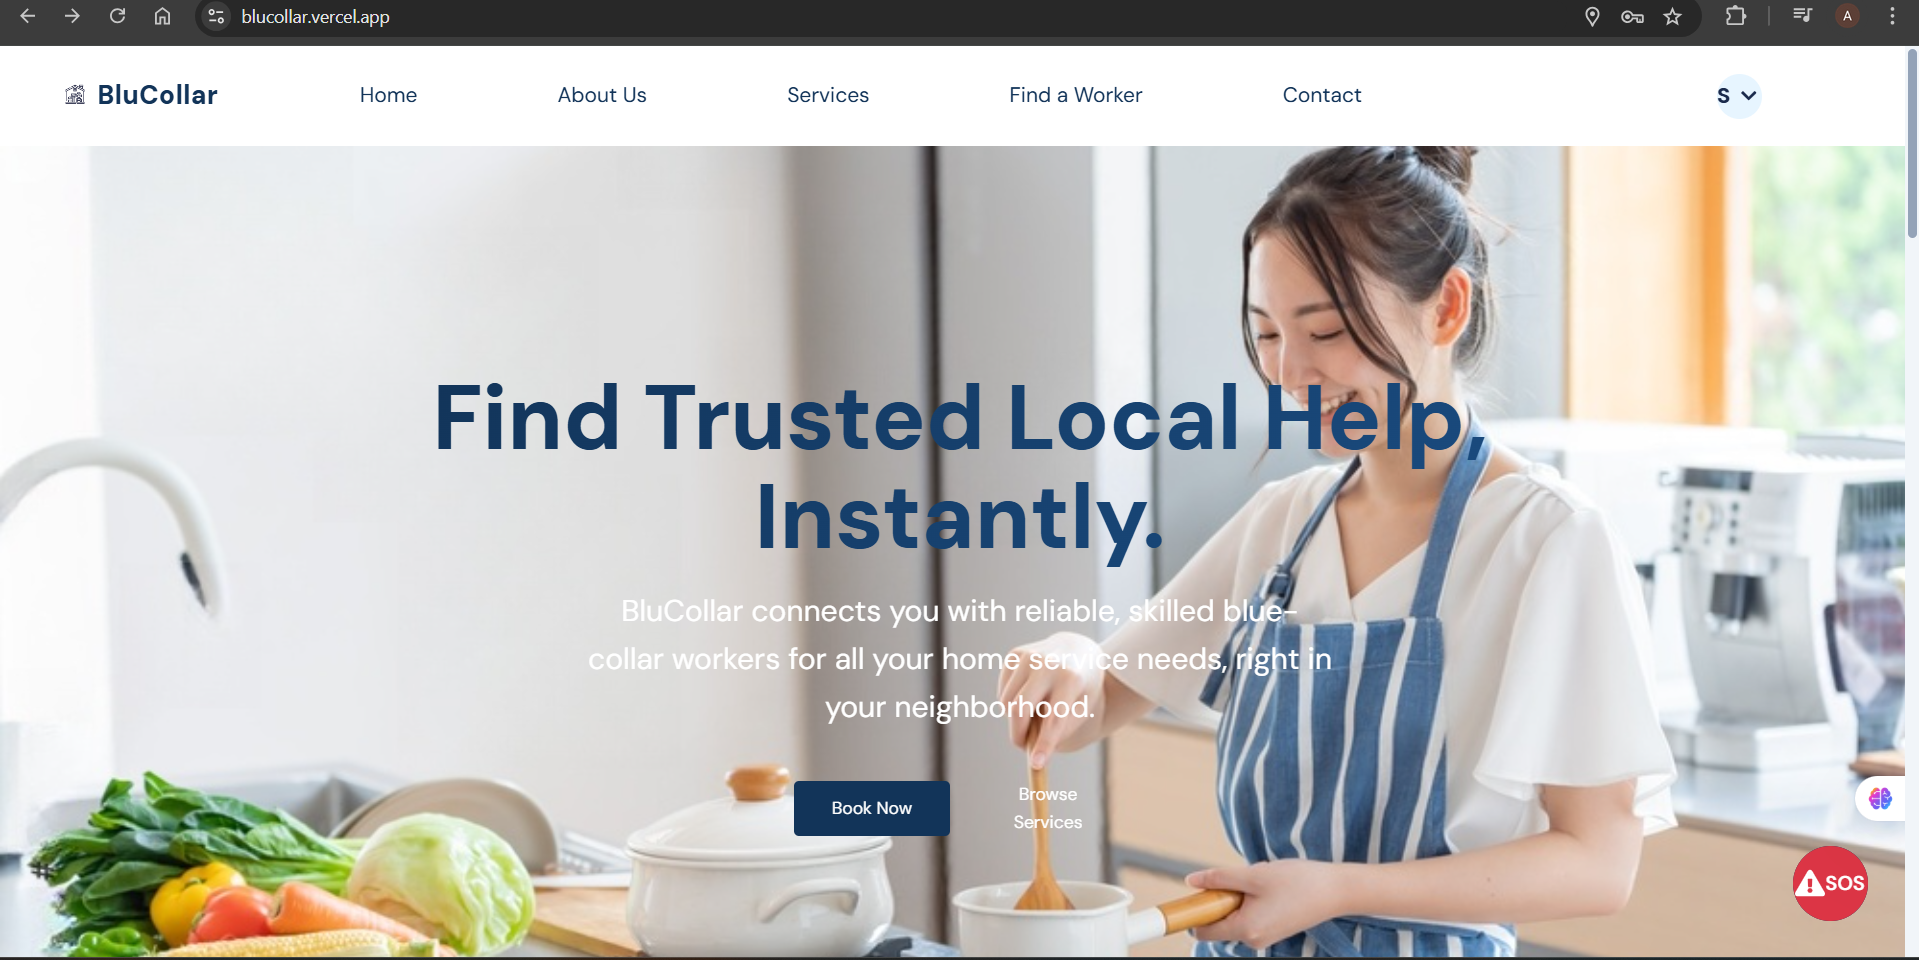 blucollar.vercel.app
A
BluCollar
Home
About Us
Services
Find a Worker
Contact
S
Find Trusted Local Help,
Instantly.
BluCollar connects you with reliable, skilled blue-
collar workers for all your home service needs, right in
your neighborhood.
Book Now
Browse
Services
SOS